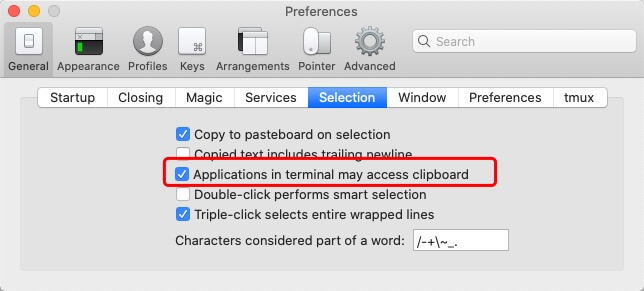 Preferences
General Appearance Profiles Keys Arrangements Pointer Advanced
Search
Startup Closing Magic Services Selection Window Preferences tmux
Copy to pasteboard on selection
Copied text includes trailing newline
Applications in terminal may access clipboard
Double-click performs smart selection
Triple-click selects entire wrapped lines
Characters considered part of a word: /-+\~_.